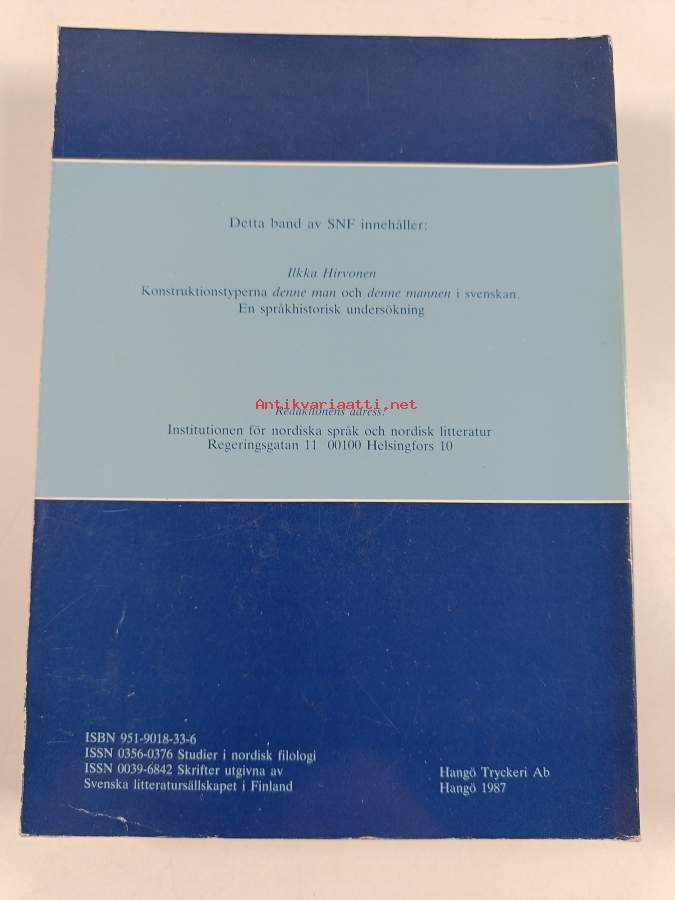 Detta band av SNF innehåller:
Ilkka Hirvonen
Konstruktionstyperna denne man och denne mannen i svenskan.
En språkhistorisk undersökning
Antikvariaatti.net
Redaktionens adress:
Institutionen för nordiska språk och nordisk litteratur
Regeringsgatan 11 00100 Helsingfors 10
ISBN 951-9018-33-6
ISSN 0356-0376 Studier i nordisk filologi
ISSN 0039-6842 Skrifter utgivna av
Svenska litteratursällskapet i Finland
Hangö Tryckeri Ab
Hangö 1987